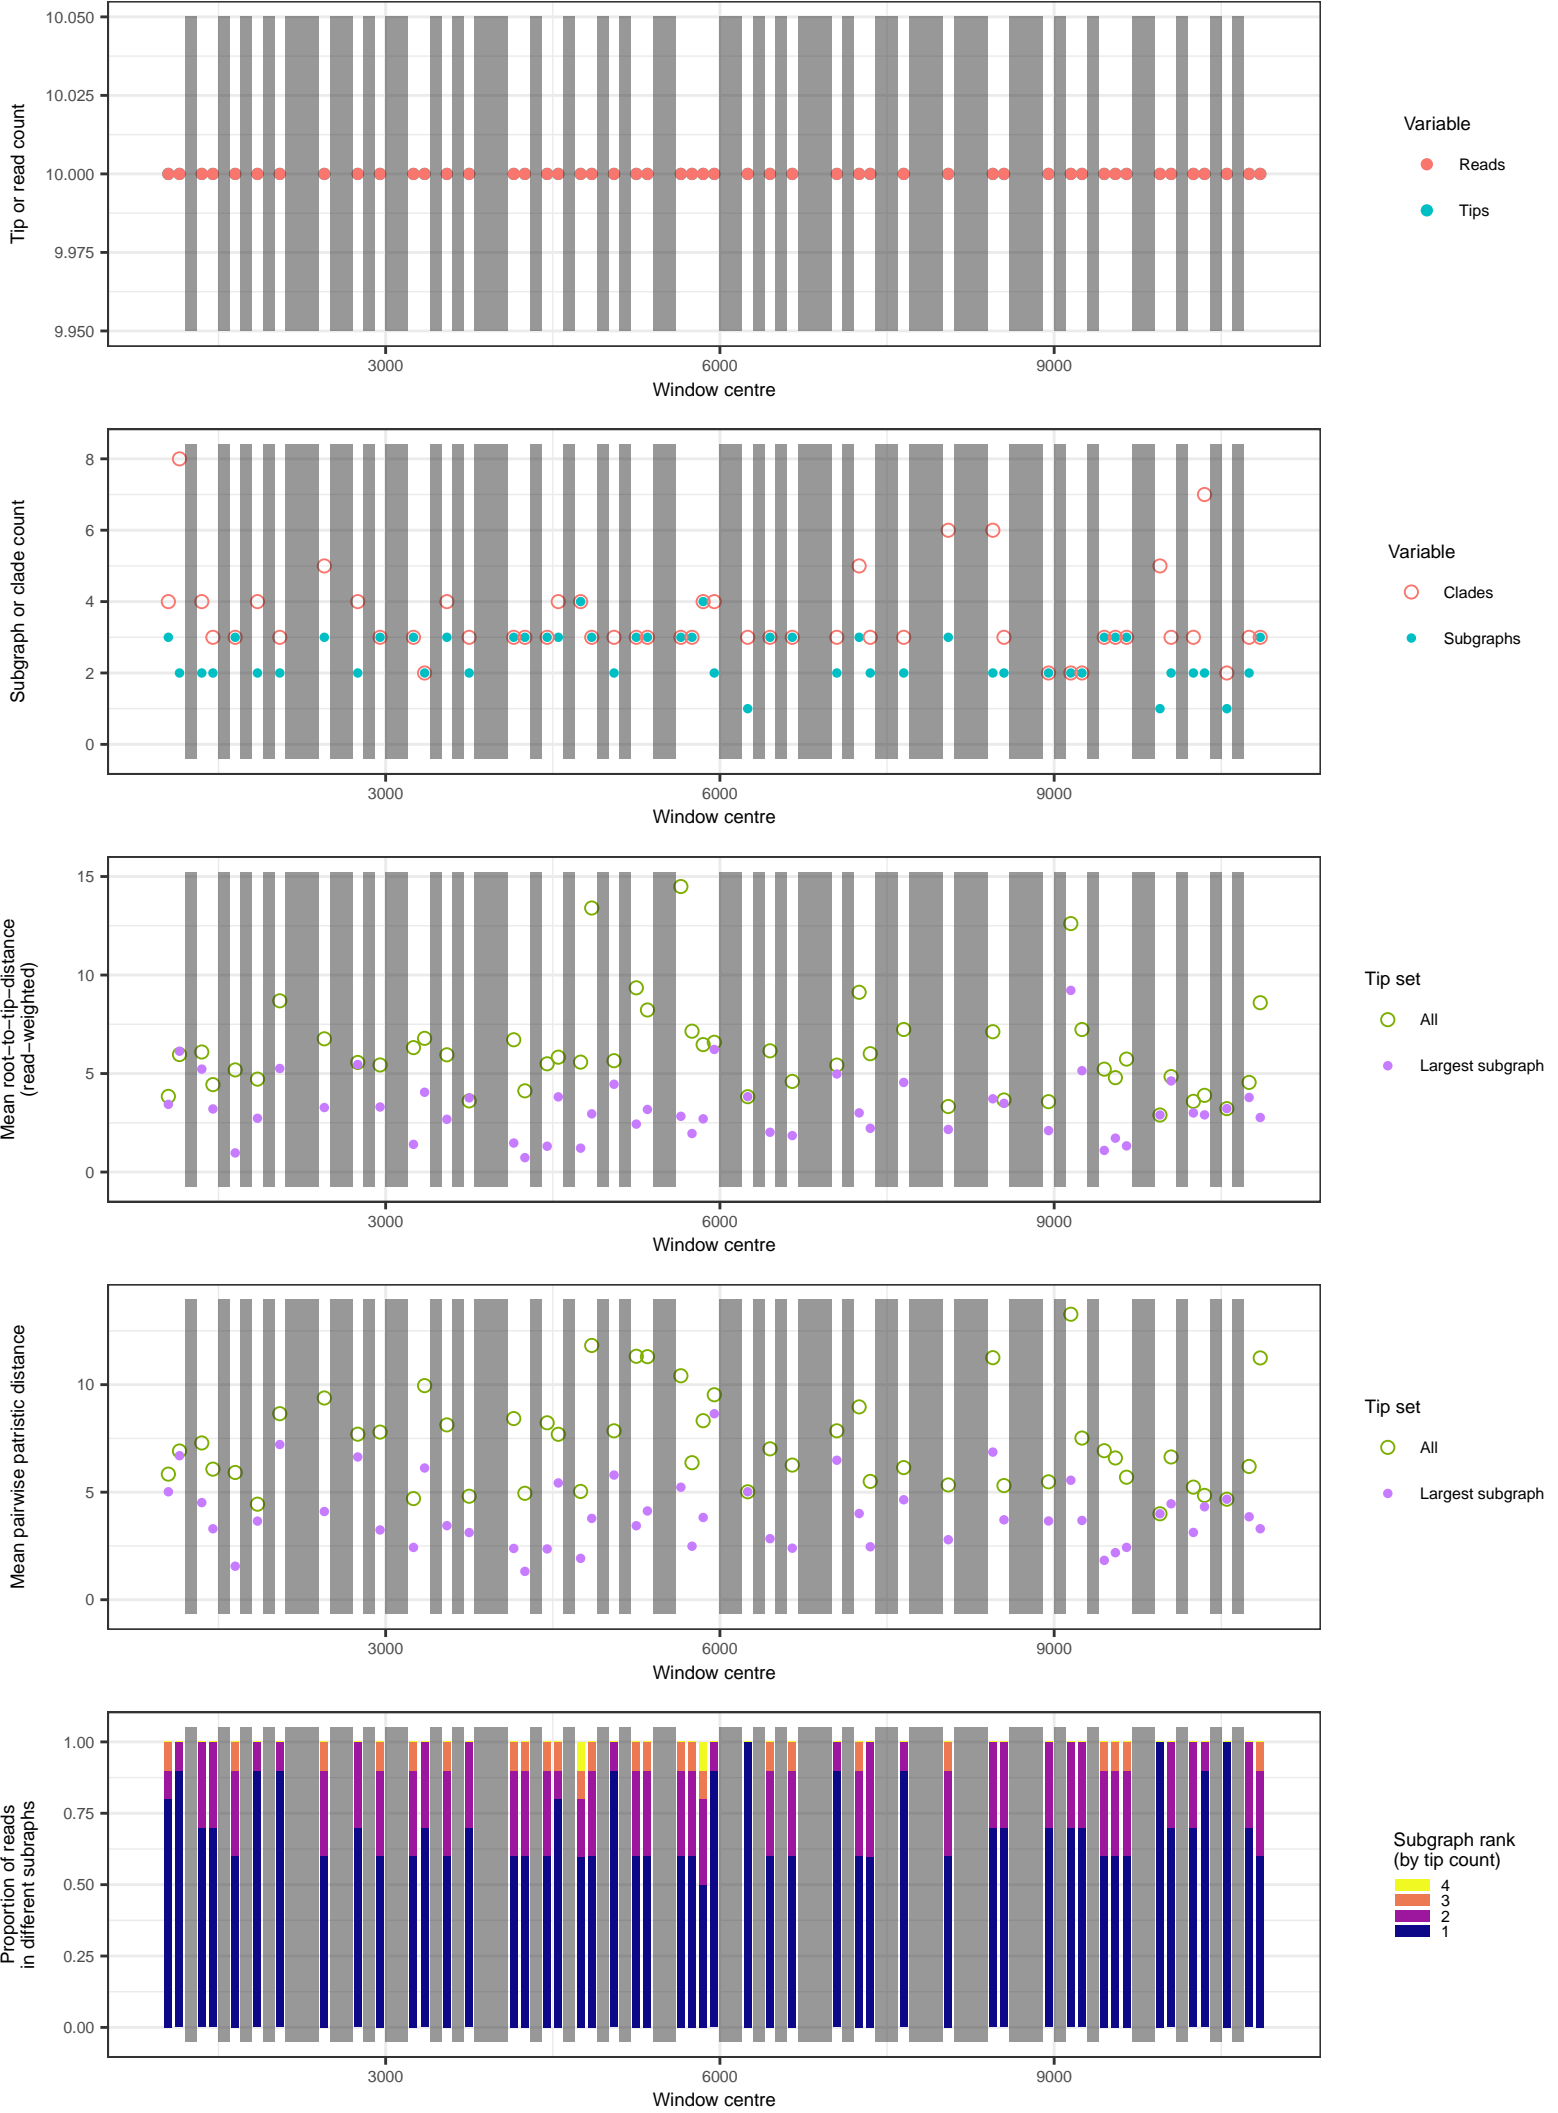 10.050
10.025
10.000
9.975
9.950
Tip or read count
3000 6000 9000
Window centre
Variable
Reads
Tips
8
6
4
2
0
Subgraph or clade count
3000 6000 9000
Window centre
Variable
Clades
Subgraphs
15
10
5
0
Mean root−to−tip−distance
(read−weighted)
3000 6000 9000
Window centre
Tip set
All
Largest subgraph
10
5
0
Mean pairwise patristic distance
3000 6000 9000
Window centre
Tip set
All
Largest subgraph
1.00
0.75
0.50
0.25
0.00
Proportion of reads
in different subraphs
3000 6000 9000
Window centre
Subgraph rank
(by tip count)
4
3
2
1